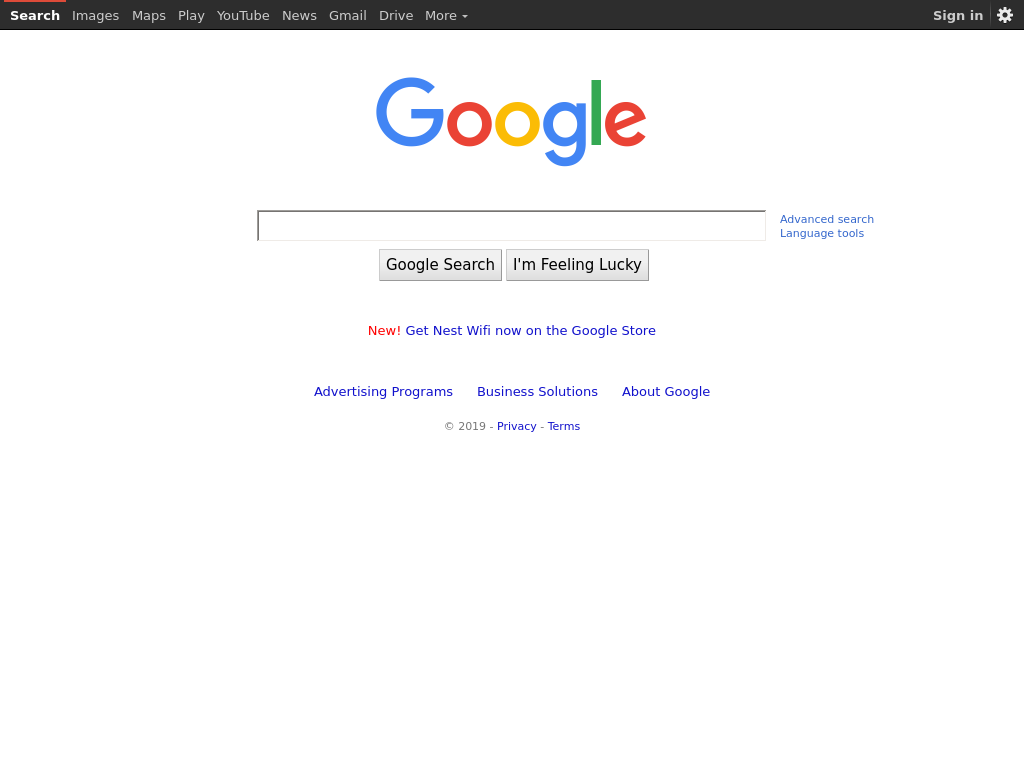 Search Images Maps Play YouTube News Gmail Drive More Sign in
Google
Advanced search
Language tools
Google Search I'm Feeling Lucky
New! Get Nest Wifi now on the Google Store
Advertising Programs Business Solutions About Google
© 2019 - Privacy - Terms